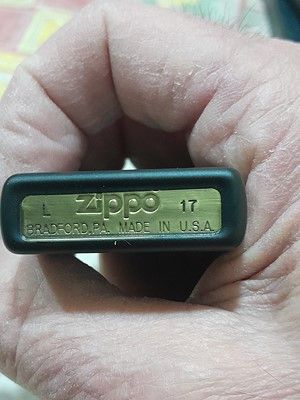 L Zippo 17
BRADFORD,PA. MADE IN U.S.A.